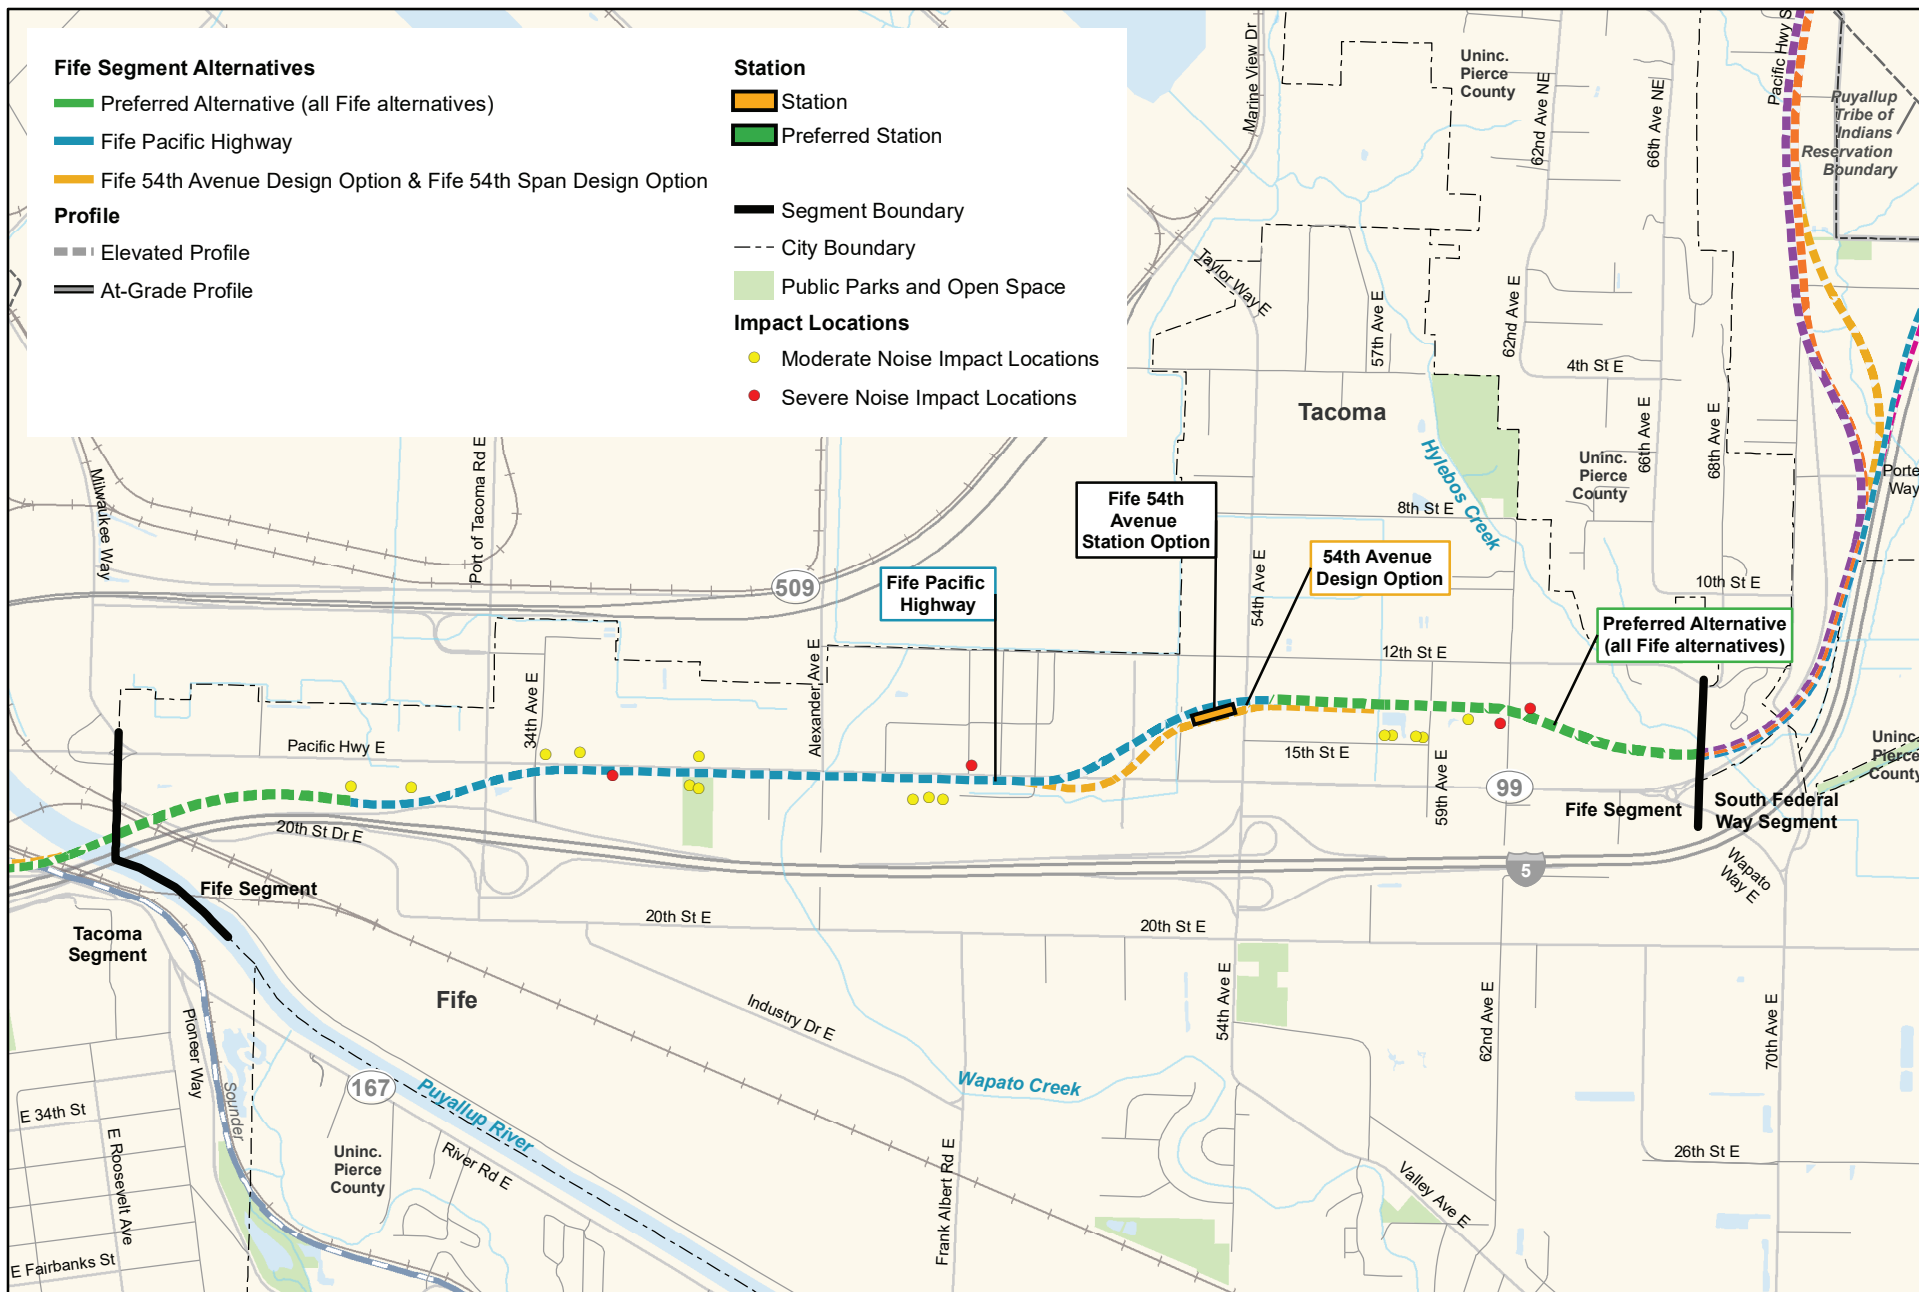 Fife Segment Alternatives
Preferred Alternative (all Fife alternatives)
Fife Pacific Highway
Fife 54th Avenue Design Option & Fife 54th Span Design Option
Profile
Elevated Profile
At-Grade Profile
Station
Station
Preferred Station
Segment Boundary
City Boundary
Public Parks and Open Space
Impact Locations
Moderate Noise Impact Locations
Severe Noise Impact Locations
Marine View Dr
Uninc.
Pierce
County
62nd Ave NE
66th Ave NE
Pacific Hwy S
Puyallup
Tribe of
Indians
Reservation
Boundary
Taylor Way E
57th Ave E
62nd Ave E
4th St E
66th Ave E
68th Ave E
Tacoma
Hylebos Creek
Uninc.
Pierce
County
Porte
Way
Milwaukee Way
Port of Tacoma Rd E
509
Fife 54th
Avenue
Station Option
8th St E
54th Ave E
54th Avenue
Design Option
10th St E
Fife Pacific
Highway
Preferred Alternative
(all Fife alternatives)
12th St E
34th Ave E
Alexander Ave E
Pacific Hwy E
15th St E
59th Ave E
99
Uninc.
Pierce
County
Fife Segment
South Federal
Way Segment
20th St Dr E
5
Wapato
Way E
Fife Segment
20th St E
20th St E
Tacoma
Segment
Fife
Pioneer Way
Sounder
Industry Dr E
54th Ave E
62nd Ave E
70th Ave E
167
Puyallup River
Wapato Creek
E 34th St
E Roosevelt Ave
Uninc.
Pierce
County
River Rd E
Frank Albert Rd E
Valley Ave E
26th St E
E Fairbanks St